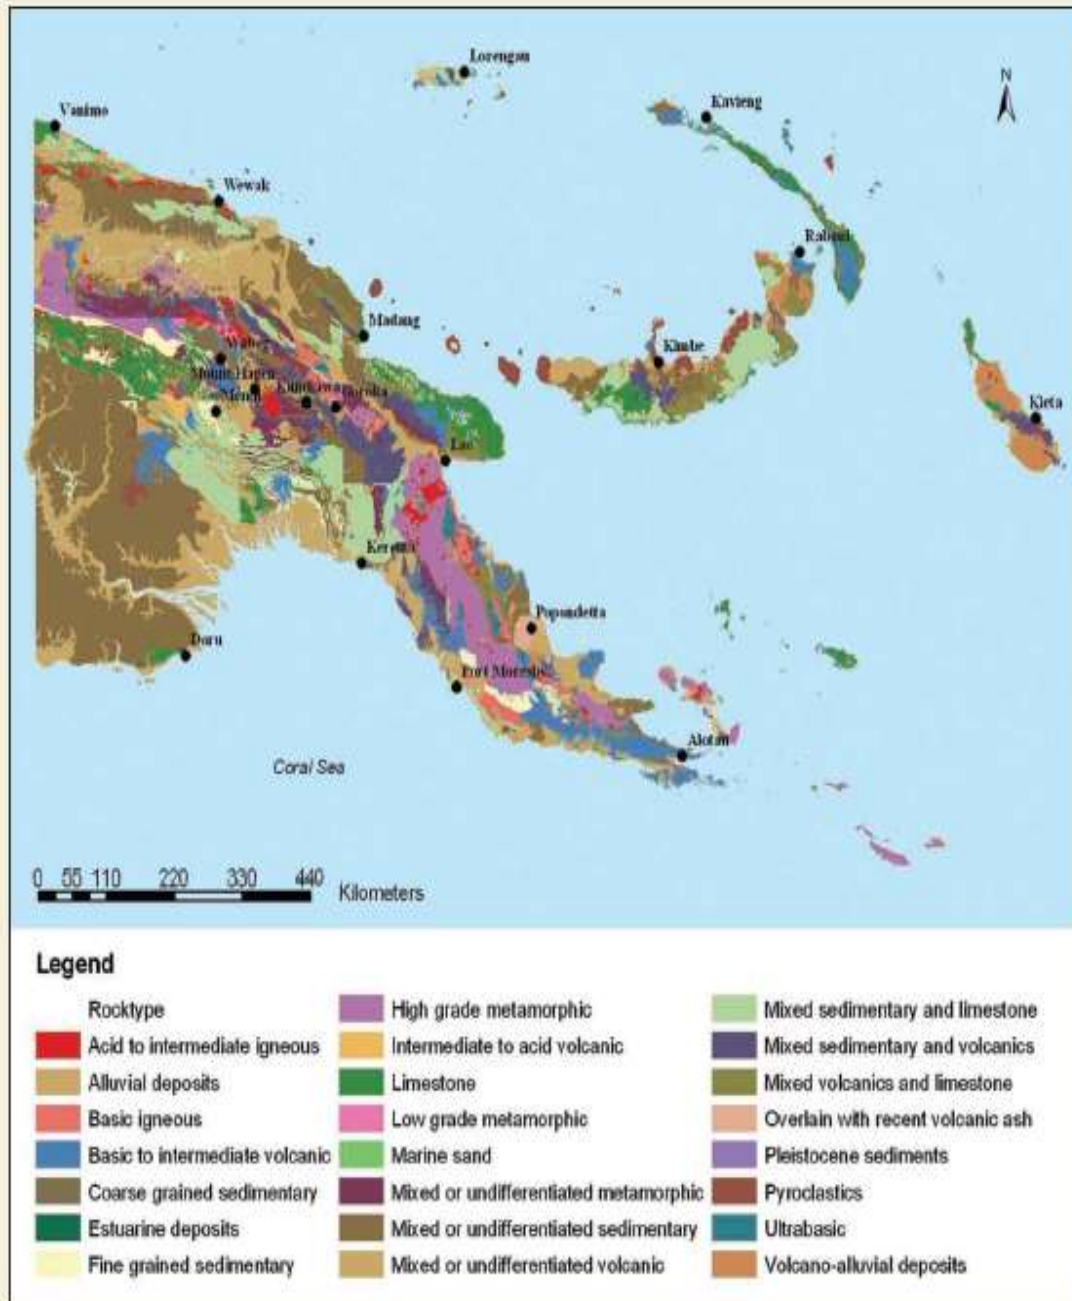 Lorengau
N
Kavieng
Vanimo
Wewak
Rabaul
Madang
Wabag
Kimbe
Mount Hagen
Kundiawa
Goroka
Mendi
Kieta
Lae
Kerema
Popondetta
Daru
Port Moresby
Alotau
Coral Sea
0 55 110 220 330 440
Kilometers
Legend
Rocktype
Acid to intermediate igneous
Alluvial deposits
Basic igneous
Basic to intermediate volcanic
Coarse grained sedimentary
Estuarine deposits
Fine grained sedimentary
High grade metamorphic
Intermediate to acid volcanic
Limestone
Low grade metamorphic
Marine sand
Mixed or undifferentiated metamorphic
Mixed or undifferentiated sedimentary
Mixed or undifferentiated volcanic
Mixed sedimentary and limestone
Mixed sedimentary and volcanics
Mixed volcanics and limestone
Overlain with recent volcanic ash
Pleistocene sediments
Pyroclastics
Ultrabasic
Volcano-alluvial deposits